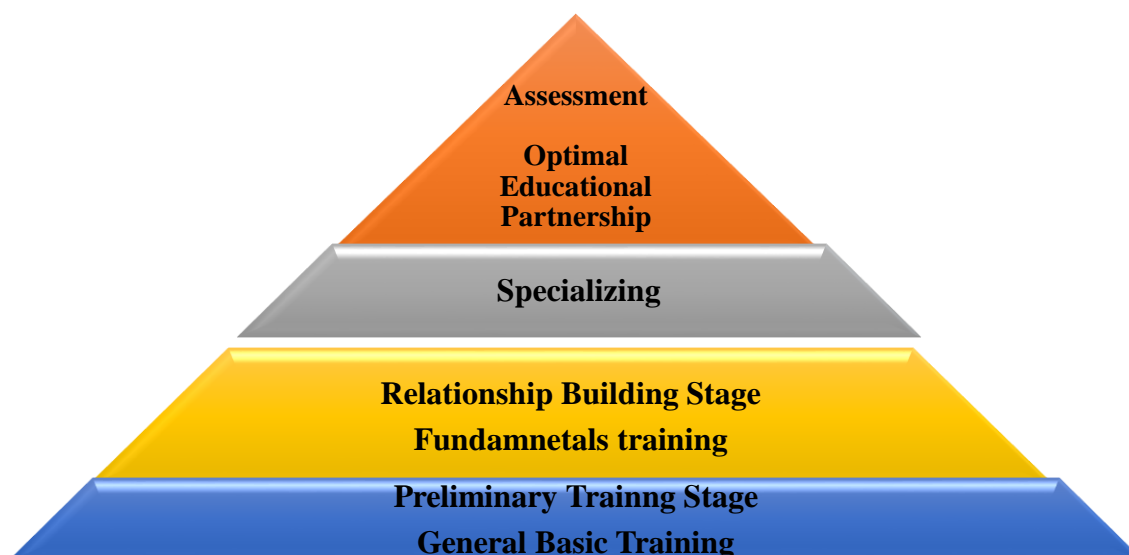 Assessment
Optimal
Educational
Partnership
Specializing
Relationship Building Stage
Fundamnetals training
Preliminary Trainng Stage
General Basic Training